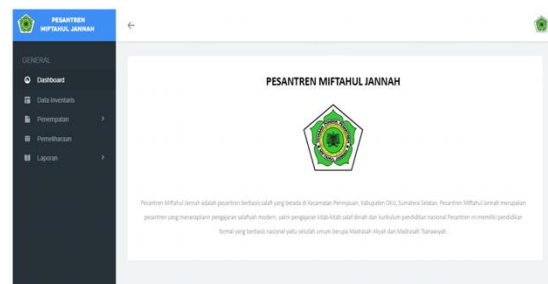 PESANTREN
MIFTAHUL JANNAH
GENERAL
Dashboard
Data Inventaris
Penempatan
Pemeliharaan
Laporan
PESANTREN MIFTAHUL JANNAH
Pesantren Miftahul Jannah adalah pesantren berbasis salafi yang berada di Kecamatan Peninjauan, Kabupaten OKU, Sumatera Selatan. Pesantren Miftahul Jannah merupakan
pesantren yang menerapkann pengajaran salafiyah modern, yakni pengajaran kitab-kitab salaf dirirah dan kurikulum pendidikan nasional.Pesantren ini memiliki pendidikan
formal yang berbasis nasional yaitu sekolah umum berupa Madrasah Aliyah dan Madrasah Tsanawiyah.